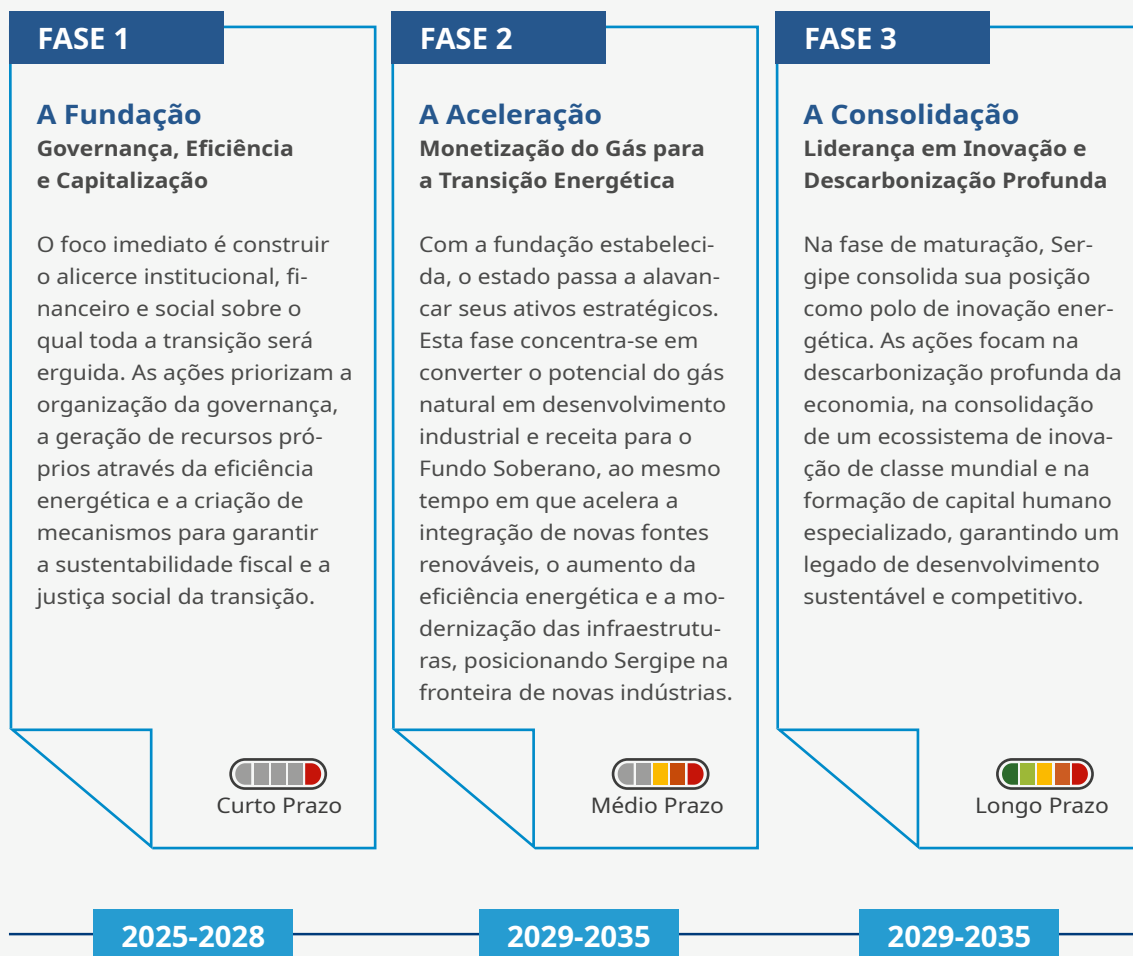 FASE 1
A Fundação
Governança, Eficiência
e Capitalização
O foco imediato é construir
o alicerce institucional, fi-
nanceiro e social sobre o
qual toda a transição será
erguida. As ações priorizam a
organização da governança,
a geração de recursos pró-
prios através da eficiência
energética e a criação de
mecanismos para garantir
a sustentabilidade fiscal e a
justiça social da transição.
Curto Prazo
2025-2028
FASE 2
A Aceleração
Monetização do Gás para
a Transição Energética
Com a fundação estabeleci-
da, o estado passa a alavan-
car seus ativos estratégicos.
Esta fase concentra-se em
converter o potencial do gás
natural em desenvolvimento
industrial e receita para o
Fundo Soberano, ao mesmo
tempo em que acelera a
integração de novas fontes
renováveis, o aumento da
eficiência energética e a mo-
dernização das infraestrutu-
ras, posicionando Sergipe na
fronteira de novas indústrias.
Médio Prazo
2029-2035
FASE 3
A Consolidação
Liderança em Inovação e
Descarbonização Profunda
Na fase de maturação, Ser-
gipe consolida sua posição
como polo de inovação ener-
gética. As ações focam na
descarbonização profunda da
economia, na consolidação
de um ecossistema de inova-
ção de classe mundial e na
formação de capital humano
especializado, garantindo um
legado de desenvolvimento
sustentável e competitivo.
Longo Prazo
2029-2035